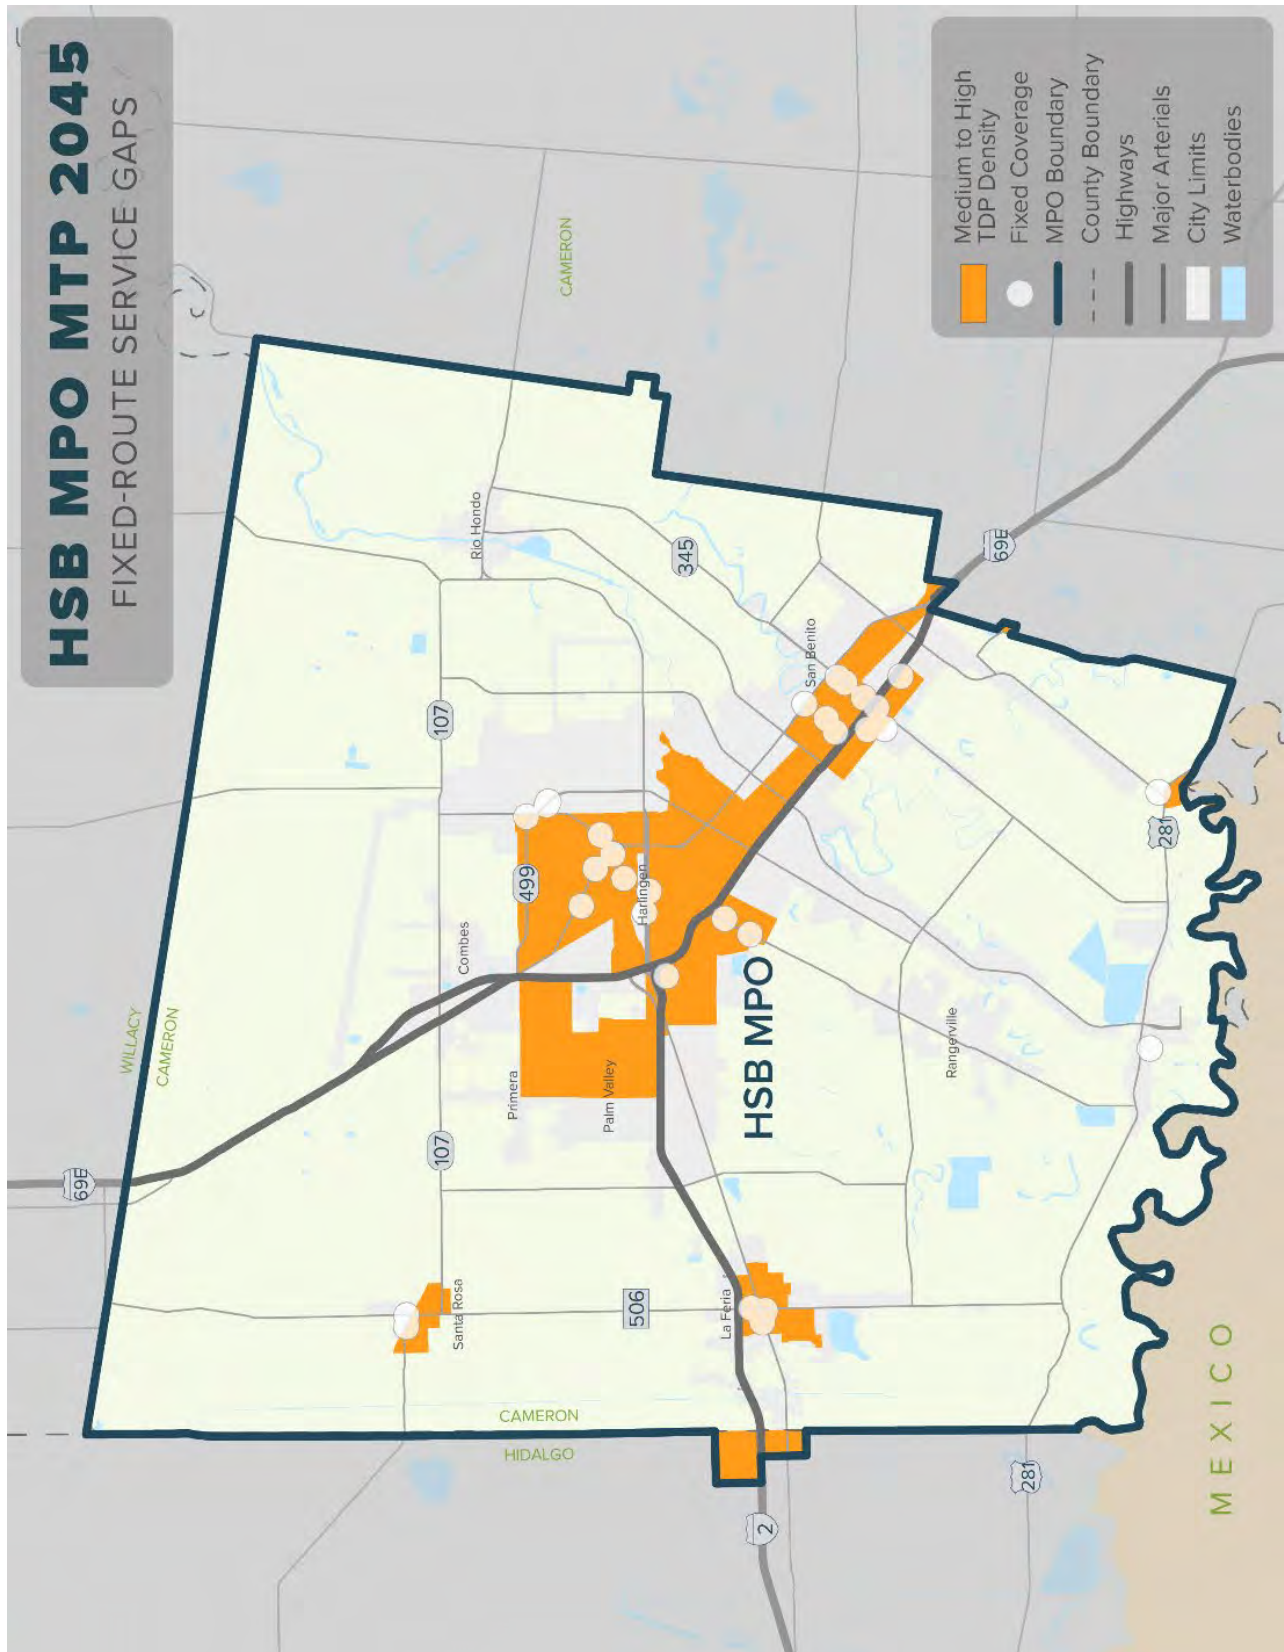 HSB MPO MTP 2045
FIXED-ROUTE SERVICE GAPS
Medium to High
TDP Density
Fixed Coverage
MPO Boundary
County Boundary
Highways
Major Arterials
City Limits
Waterbodies
WILLACY
CAMERON
CAMERON
CAMERON
HIDALGO
69E
107
107
Combes
Primera
499
Palm Valley
Harlingen
Rio Hondo
345
San Benito
69E
Santa Rosa
506
La Feria
2
HSB MPO
Rangerville
281
281
MEXICO